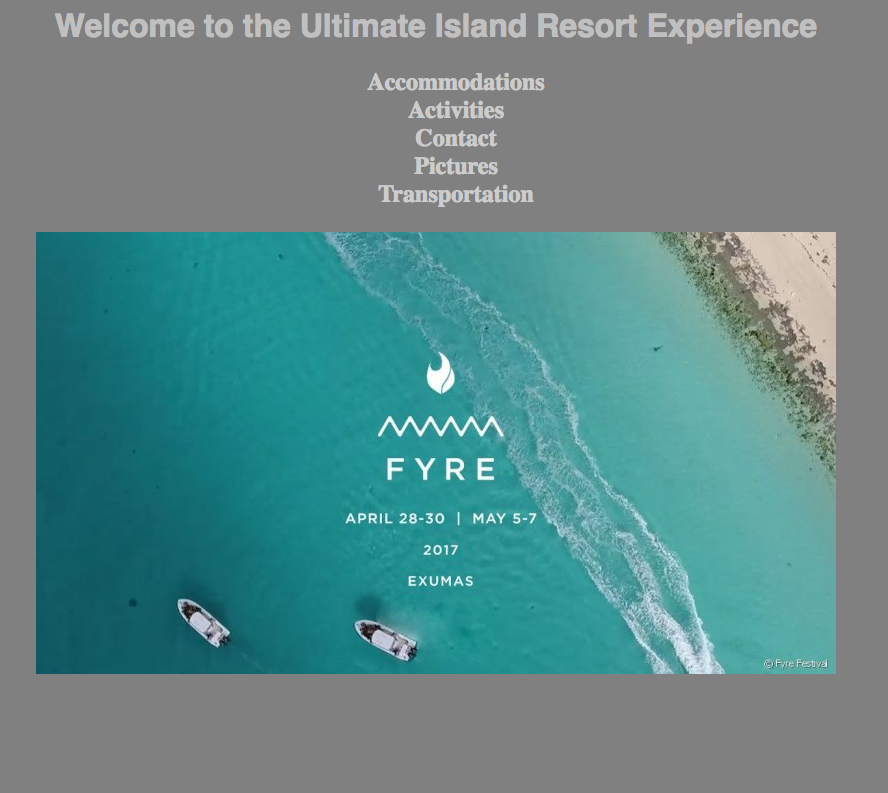 Welcome to the Ultimate Island Resort Experience
Accommodations
Activities
Contact
Pictures
Transportation
FYRE
APRIL 28-30 | MAY 5-7
2017
EXUMAS
© Fyre Festival